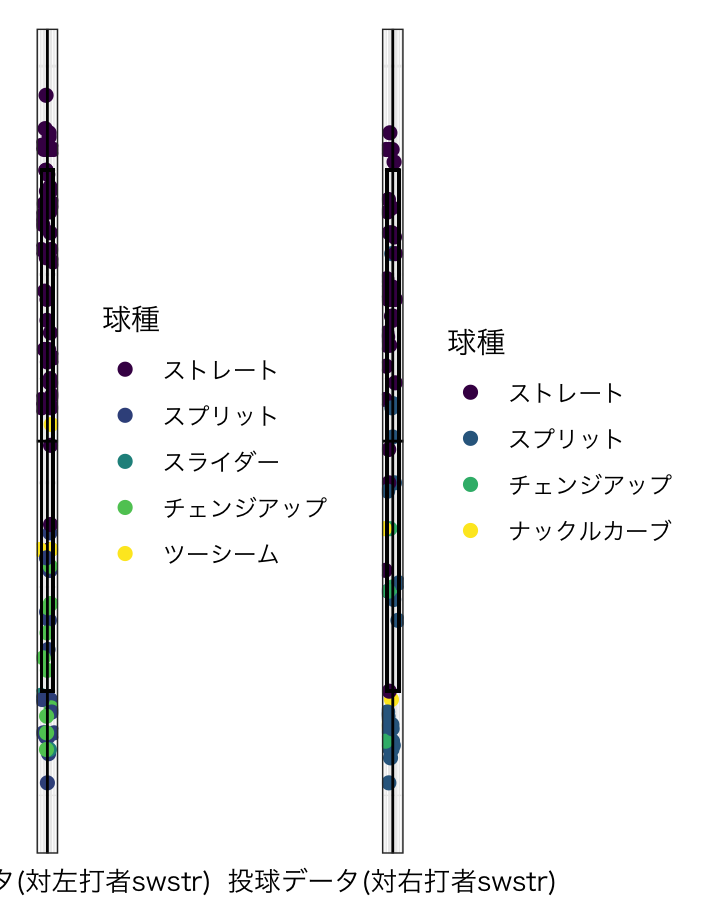 球種
ストレート
スプリット
スライダー
チェンジアップ
ツーシーム
球種
ストレート
スプリット
チェンジアップ
ナックルカーブ
タ(対左打者swstr)
投球データ(対右打者swstr)